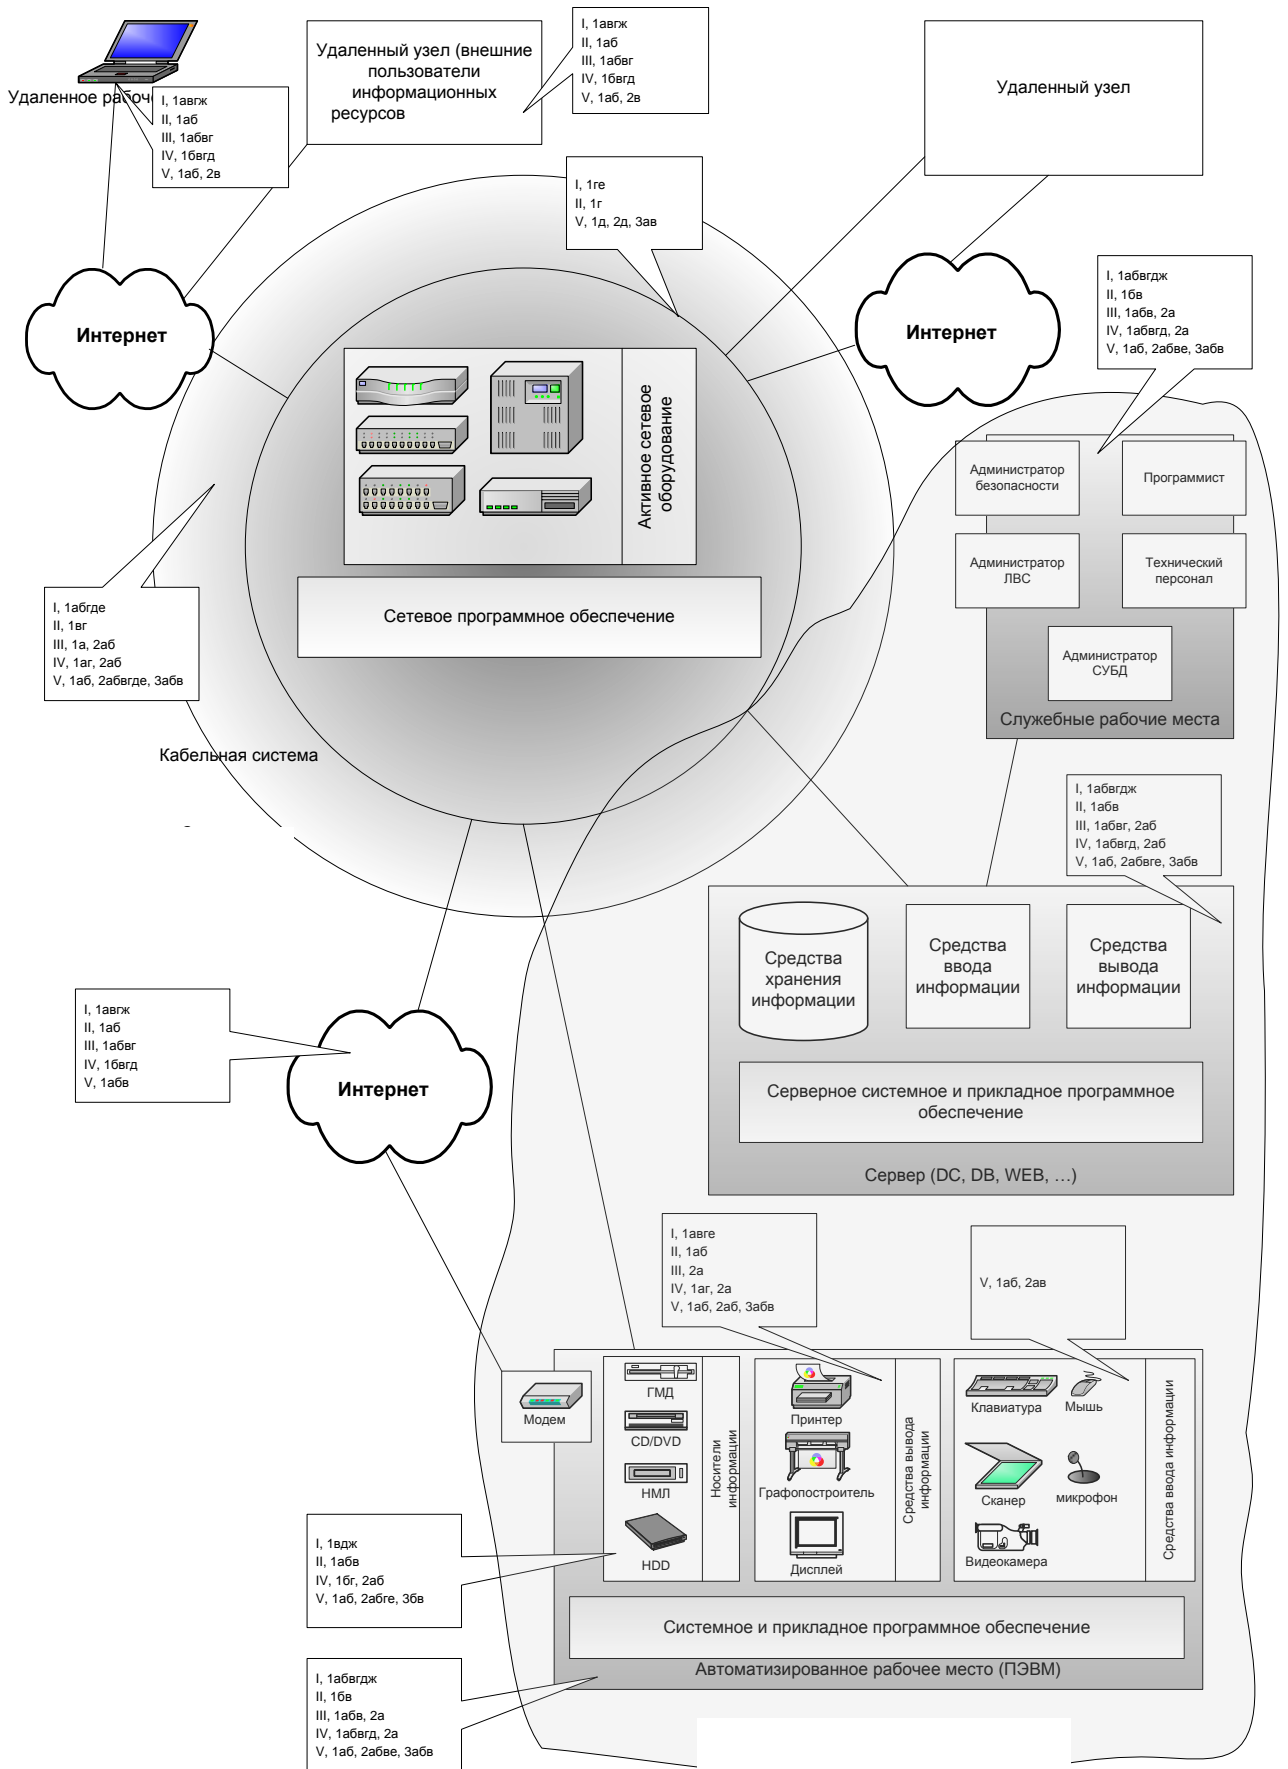 I, 1авгж
II, 1аб
III, 1абвг
IV, 1бвгд
V, 1аб, 2в
Удаленный узел (внешние
пользователи
информационных
ресурсов
Удаленный узел
Удаленное
I, 1авгж
II, 1аб
III, 1абвг
IV, 1бвгд
V, 1аб, 2в
I, 1ге
II, 1г
V, 1д, 2д, 3ав
Интернет
Интернет
I, 1абвгдж
II, 1бв
III, 1абв, 2а
IV, 1абвгд, 2а
V, 1аб, 2абве, 3абв
Активное сетевое
оборудование
Сетевое программное обеспечение
Администратор
безопасности
Программист
Администратор
ЛВС
Технический
персонал
Администратор
СУБД
Служебные рабочие места
I, 1абгде
II, 1вг
III, 1а, 2аб
IV, 1аг, 2аб
V, 1аб, 2абвгде, 3абв
Кабельная система
I, 1абвгдж
II, 1абв
III, 1абвг, 2аб
IV, 1абвгд, 2аб
V, 1аб, 2абвге, 3абв
Средства
хранения
информации
Средства
ввода
информации
Средства
вывода
информации
Серверное системное и прикладное программное
обеспечение
Сервер (DC, DB, WEB, …)
I, 1авгж
II, 1аб
III, 1абвг
IV, 1бвгд
V, 1абв
Интернет
I, 1авге
II, 1аб
III, 2а
IV, 1аг, 2а
V, 1аб, 2аб, 3абв
V, 1аб, 2ав
Модем
ГМД
CD/DVD
НМЛ
HDD
Носители
информации
Принтер
Графопостроитель
Дисплей
Средства вывода
информации
Клавиатура
Мышь
Сканер
микрофон
Видеокамера
Средства ввода информации
I, 1вдж
II, 1абв
IV, 1бг, 2аб
V, 1аб, 2абге, 3бв
Системное и прикладное программное обеспечение
Автоматизированное рабочее место (ПЭВМ)
I, 1абвгдж
II, 1бв
III, 1абв, 2а
IV, 1абвгд, 2а
V, 1аб, 2абве, 3абв